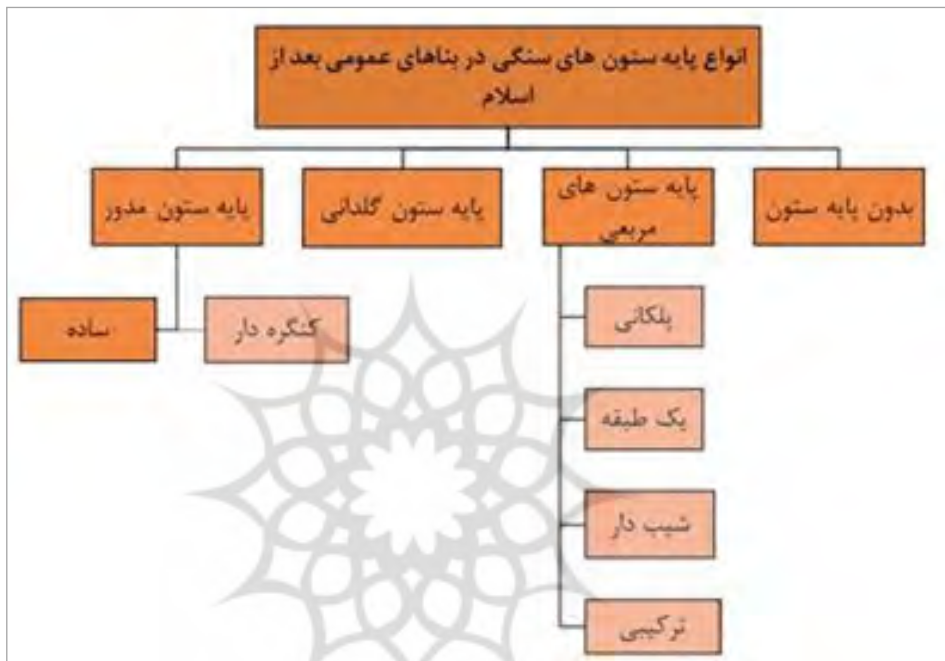 انواع پایه ستون های سنگی در بناهای عمومی بعد از
اسلام
بدون پایه ستون
پایه ستون های
مربعی
پایه ستون گلدانی
پایه ستون مدور
پلکانی
یک طبقه
شیب دار
ترکیبی
کنگره دار
ساده